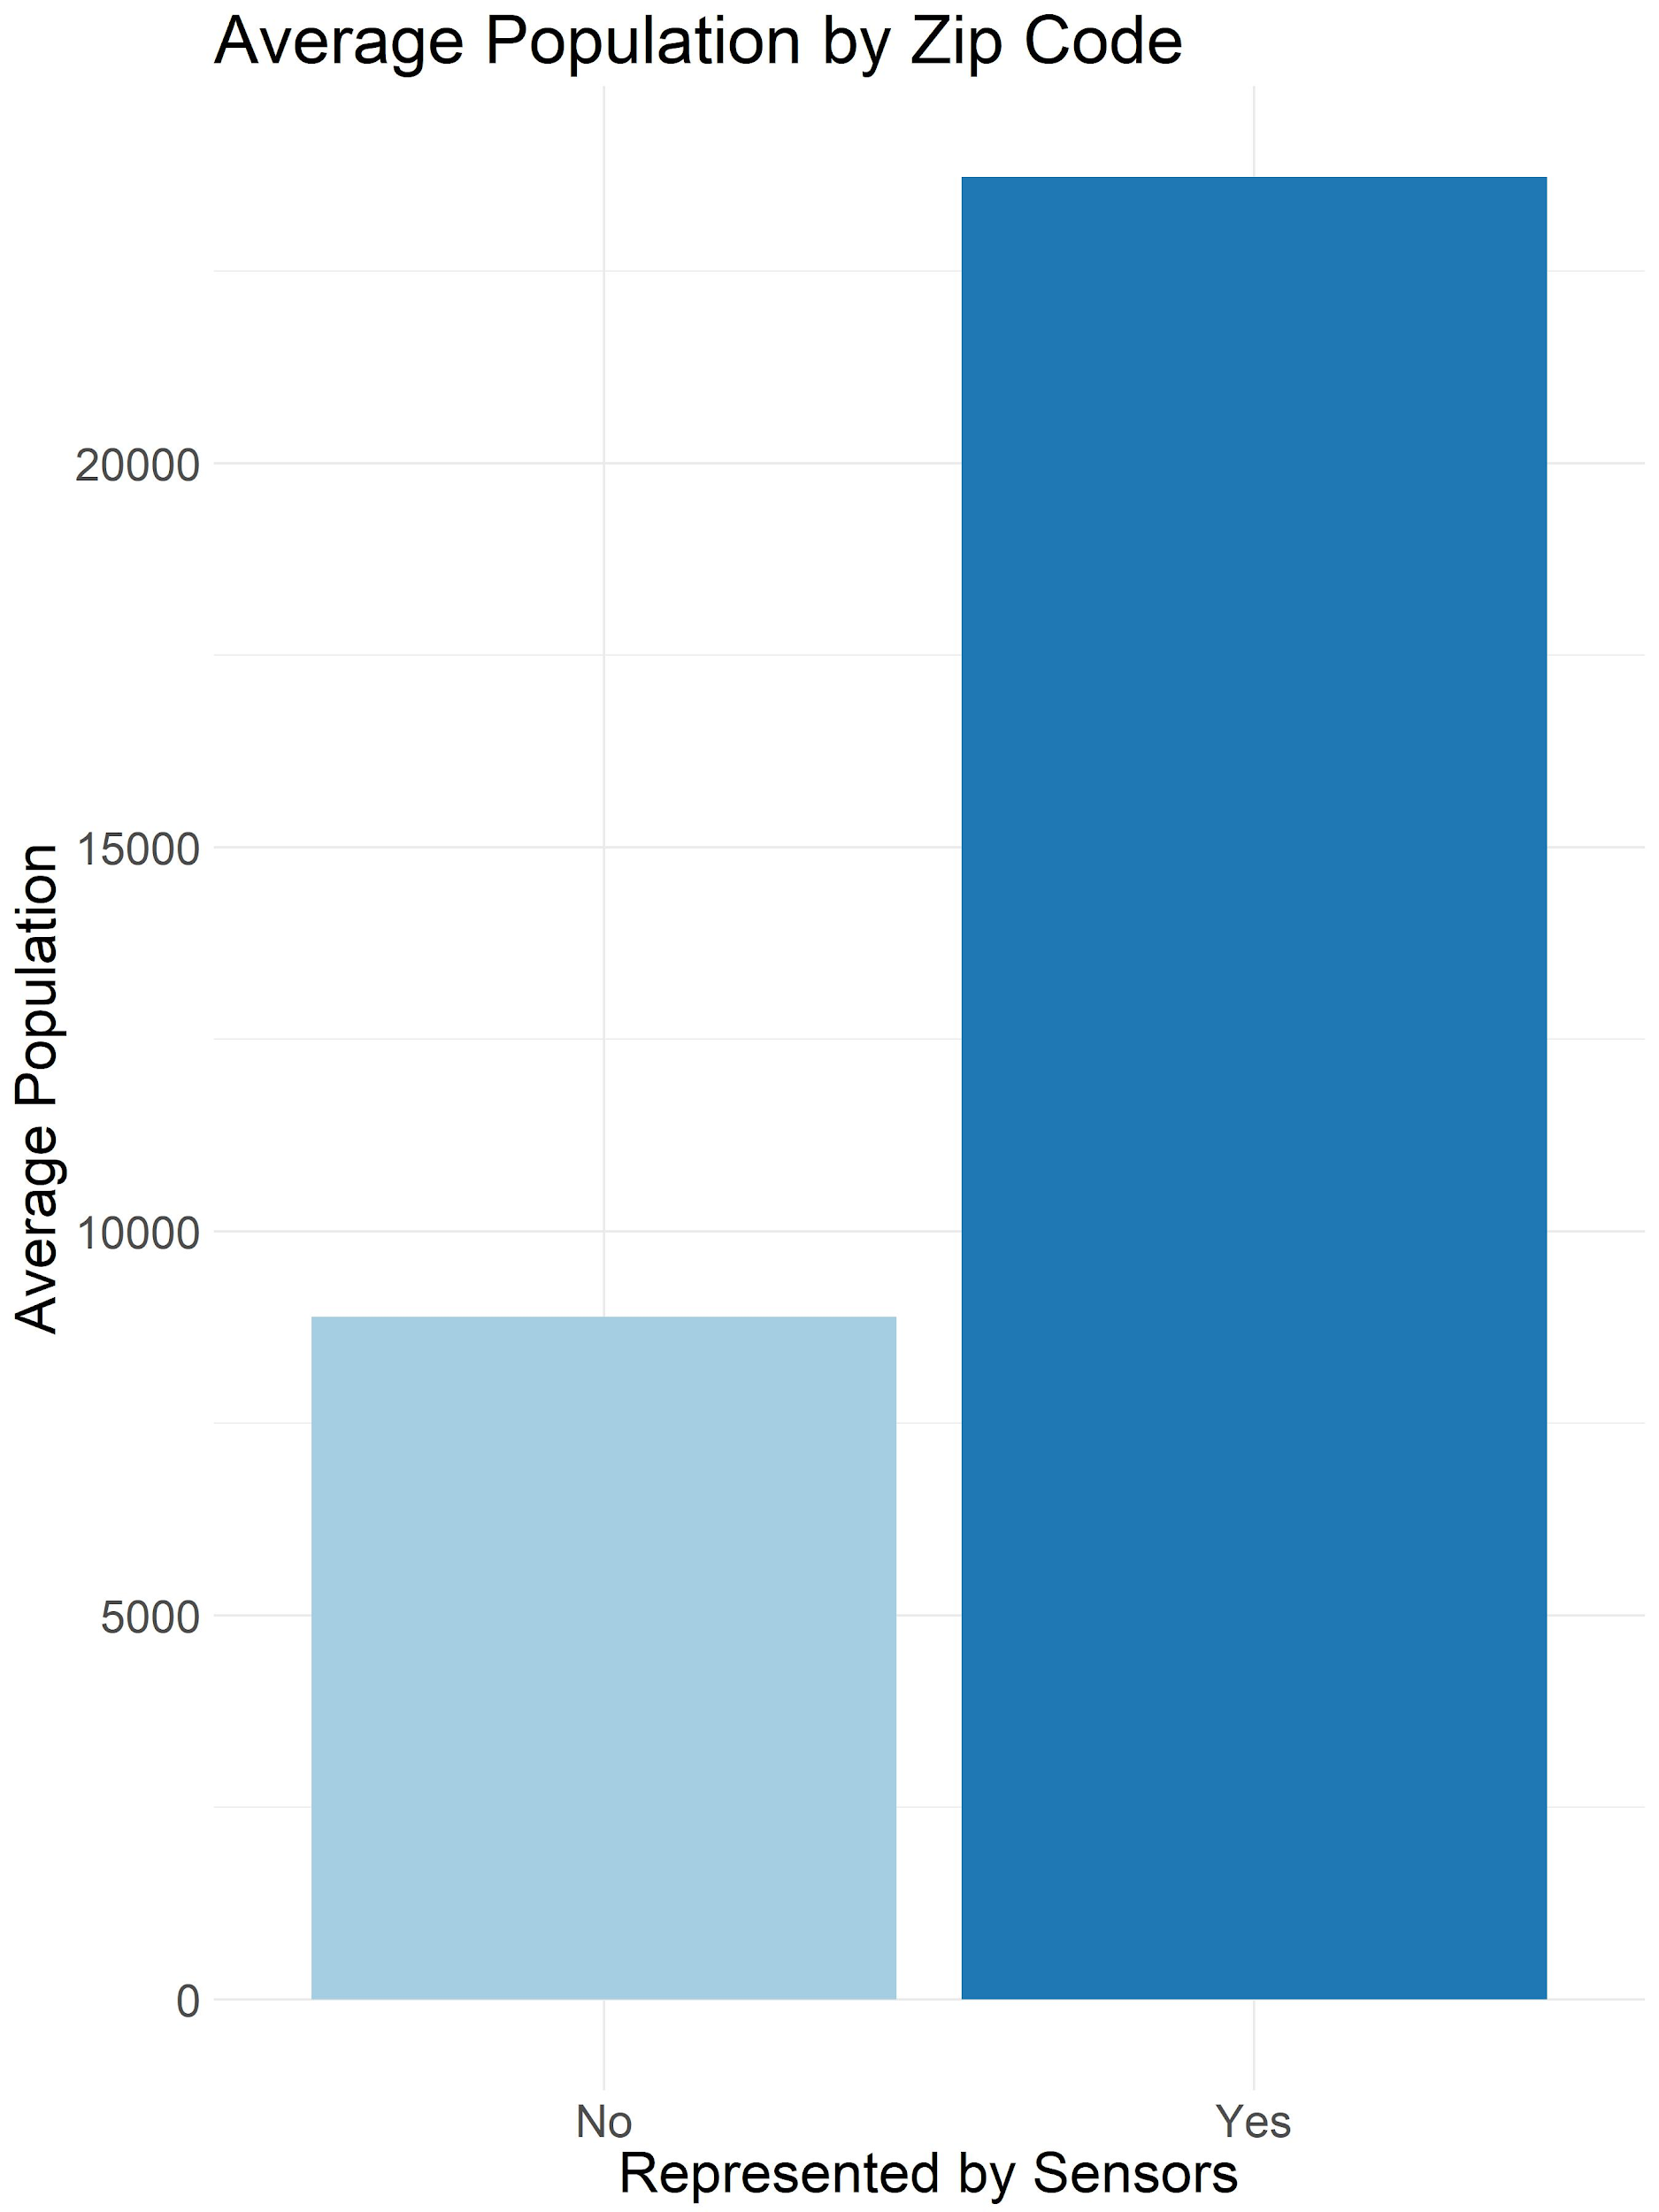 Average Population by Zip Code
Average Population
20000
15000
10000
5000
0
No
Yes
Represented by Sensors